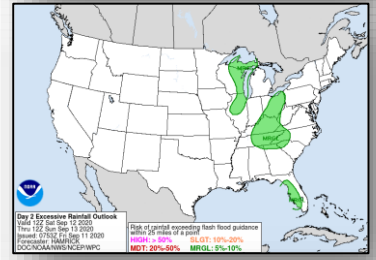 MRGL
MRGL
Day 2 Excessive Rainfall Outlook
Valid 12Z Sat Sep 12 2020
Thru 12Z Sun Sep 13 2020
Issued: 0753Z Fri Sep 11 2020
Forecaster: HAMRICK
DOC/NOAA/NWS/NCEP/WPC
Risk of rainfall exceeding flash flood guidance
within 25 miles of a point.
HIGH: > 50% SLGT: 10%-20%
MDT: 20%-50% MRGL: 5%-10%